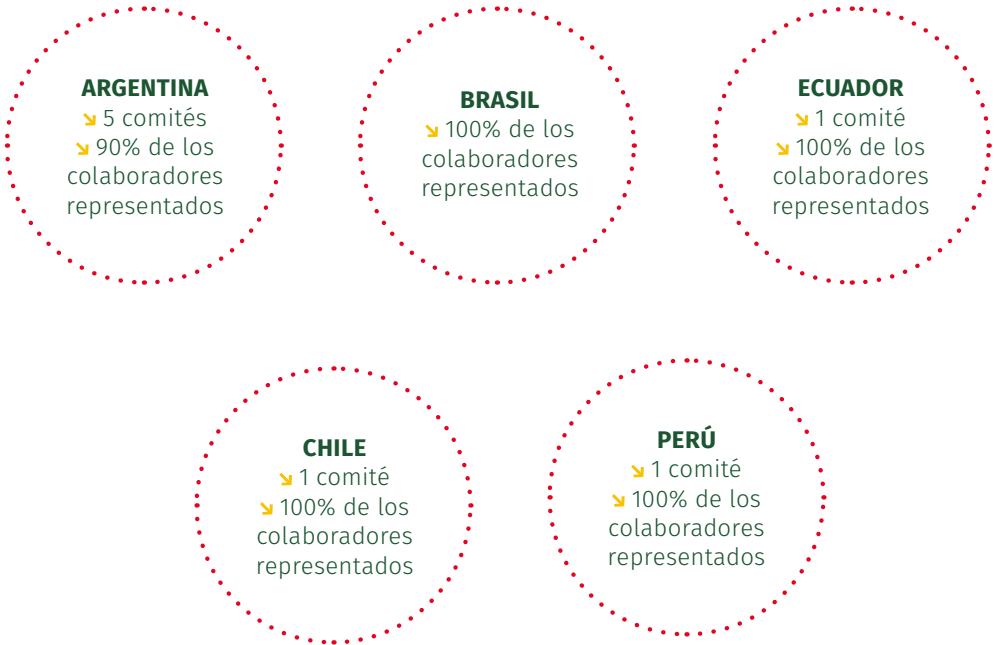 ARGENTINA
↘ 5 comités
↘ 90% de los
colaboradores
representados
BRASIL
↘ 100% de los
colaboradores
representados
ECUADOR
↘ 1 comité
↘ 100% de los
colaboradores
representados
CHILE
↘ 1 comité
↘ 100% de los
colaboradores
representados
PERÚ
↘ 1 comité
↘ 100% de los
colaboradores
representados